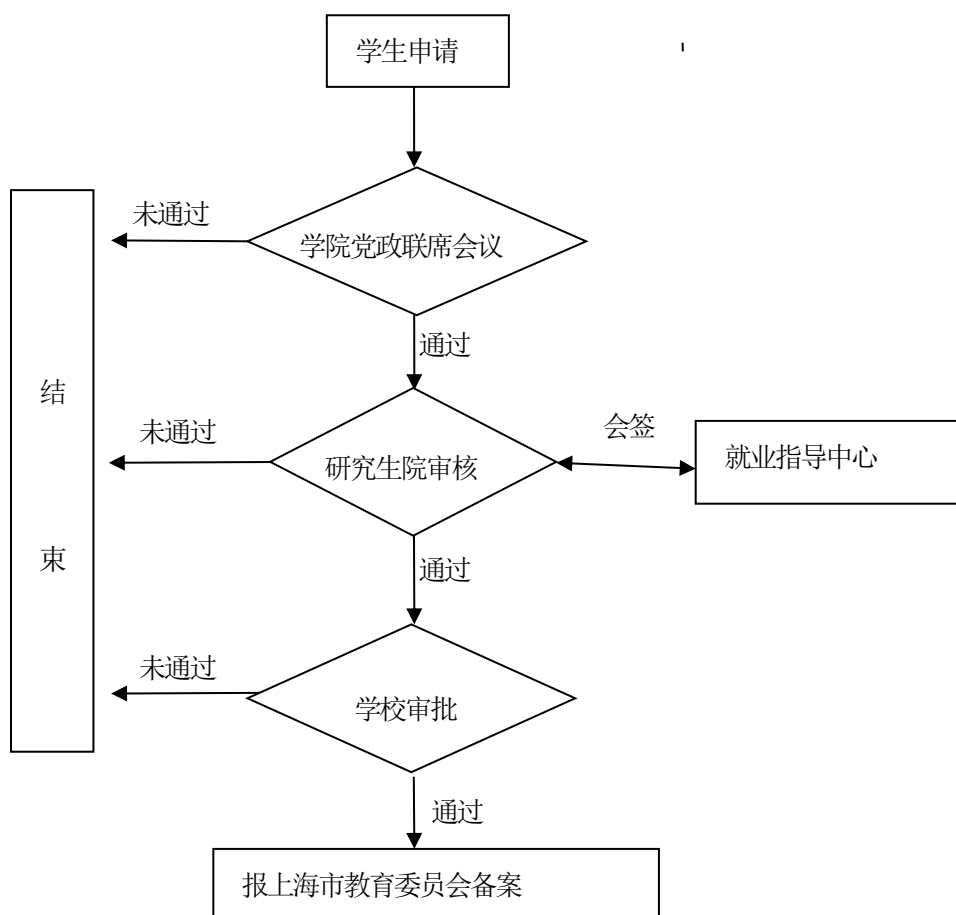 学生申请
未通过
学院党政联席会议
通过
结
束
未通过
研究生院审核
会签
就业指导中心
通过
未通过
学校审批
通过
报上海市教育委员会备案